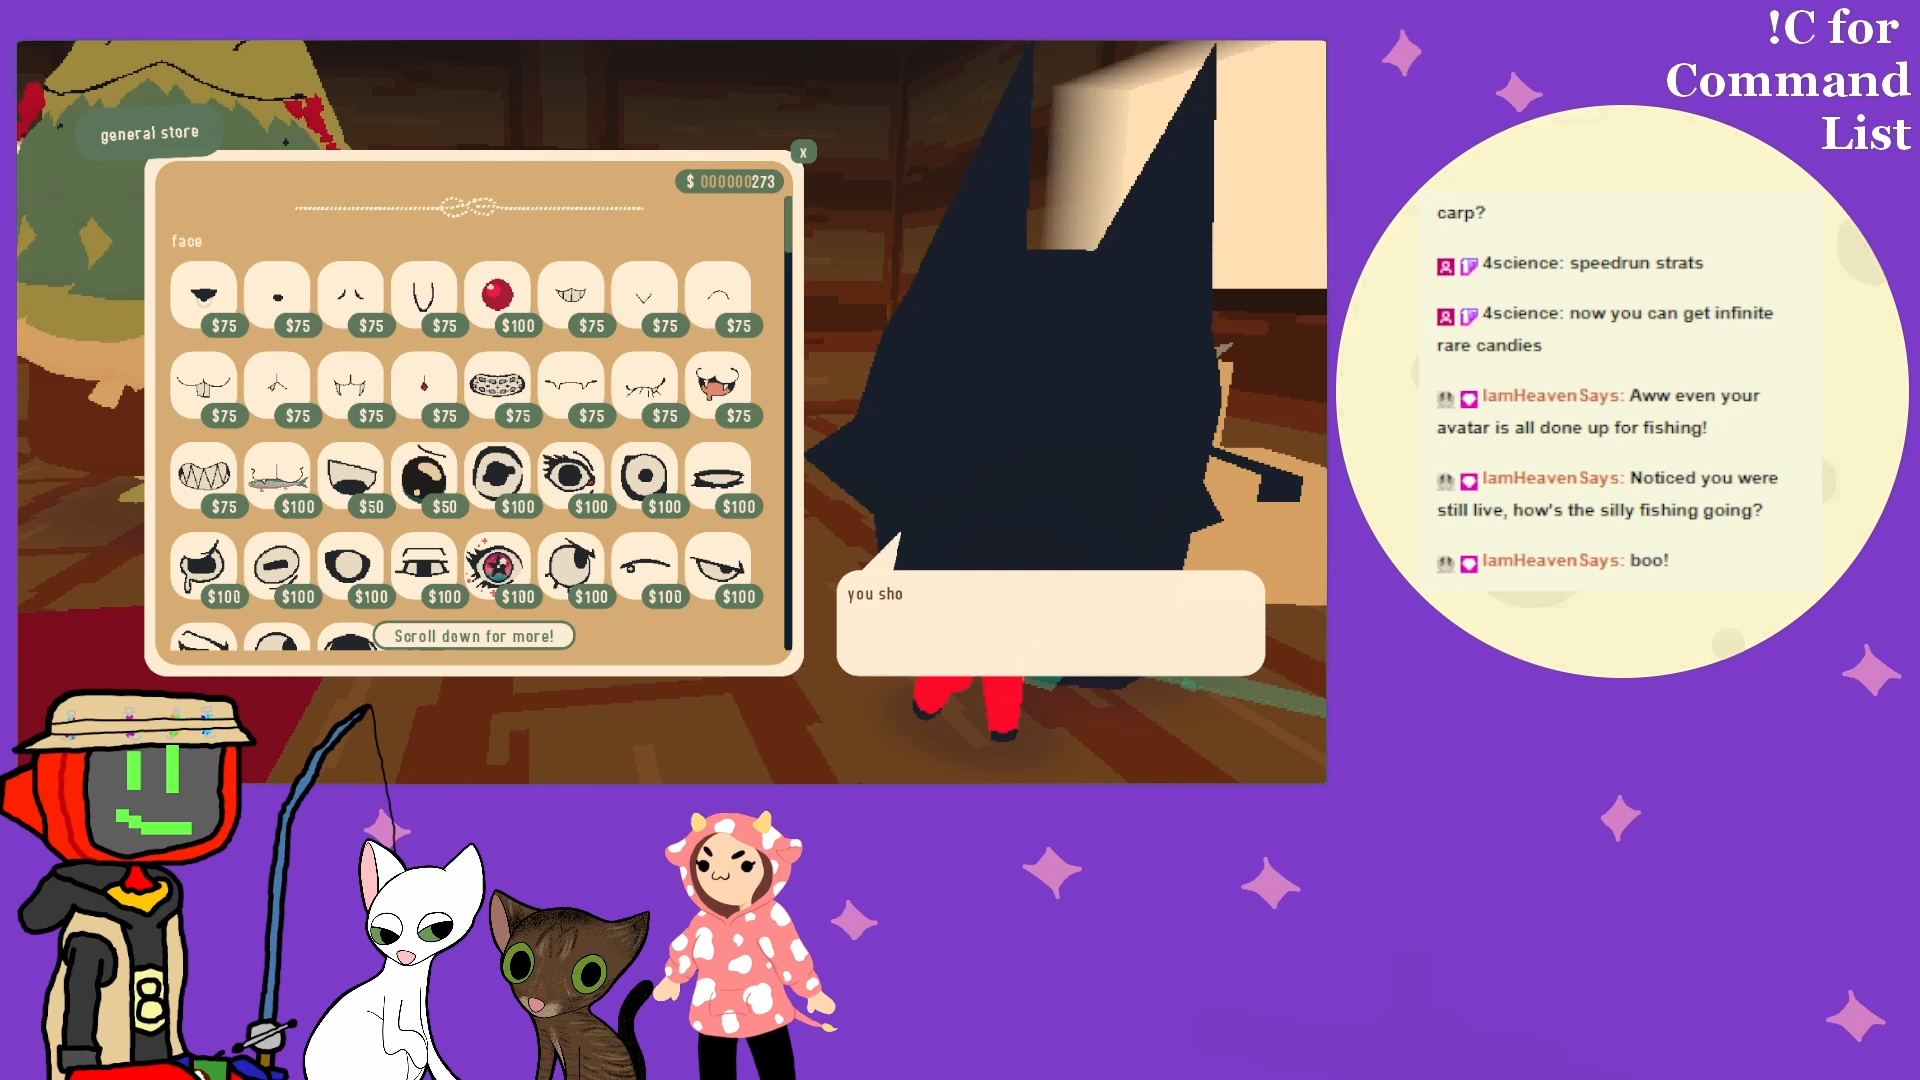 !C for
Command
List
general store
x
$ 000000273
face
$75 $75 $75 $75 $100 $75 $75 $75
$75 $75 $75 $75 $75 $75 $75 $75
$75 $100 $50 $50 $100 $100 $100 $100
$100 $100 $100 $100 $100 $100 $100 $100
Scroll down for more!
you sho
carp?
4science: speedrun strats
4science: now you can get infinite
rare candies
IamHeavenSays: Aww even your
avatar is all done up for fishing!
IamHeavenSays: Noticed you were
still live, how's the silly fishing going?
IamHeavenSays: boo!
8